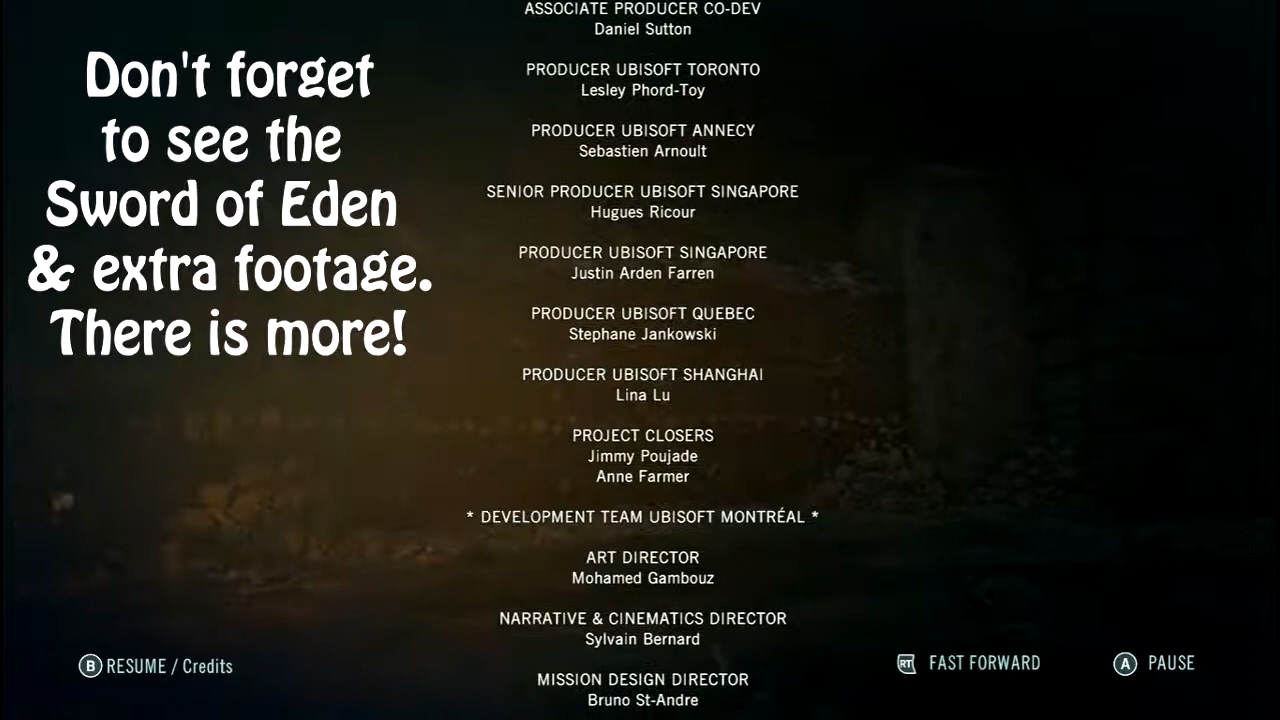 ASSOCIATE PRODUCER CO-DEV
Daniel Sutton
PRODUCER UBISOFT TORONTO
Lesley Phord-Toy
PRODUCER UBISOFT ANNECY
Sebastien Arnoult
SENIOR PRODUCER UBISOFT SINGAPORE
Hugues Ricour
PRODUCER UBISOFT SINGAPORE
Justin Arden Farren
PRODUCER UBISOFT QUEBEC
Stephane Jankowski
PRODUCER UBISOFT SHANGHAI
Lina Lu
PROJECT CLOSERS
Jimmy Poujade
Anne Farmer
* DEVELOPMENT TEAM UBISOFT MONTRÉAL *
ART DIRECTOR
Mohamed Gambouz
NARRATIVE & CINEMATICS DIRECTOR
Sylvain Bernard
MISSION DESIGN DIRECTOR
Bruno St-Andre
Don't forget
to see the
Sword of Eden
& extra footage.
There is more!
B RESUME / Credits
RT FAST FORWARD
A PAUSE